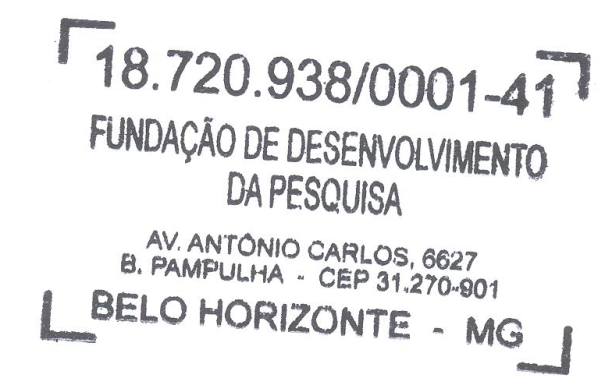 18.720.938/0001-41
FUNDAÇÃO DE DESENVOLVIMENTO
DA PESQUISA
AV. ANTÔNIO CARLOS, 6627
B. PAMPULHA - CEP 31.270-901
BELO HORIZONTE - MG